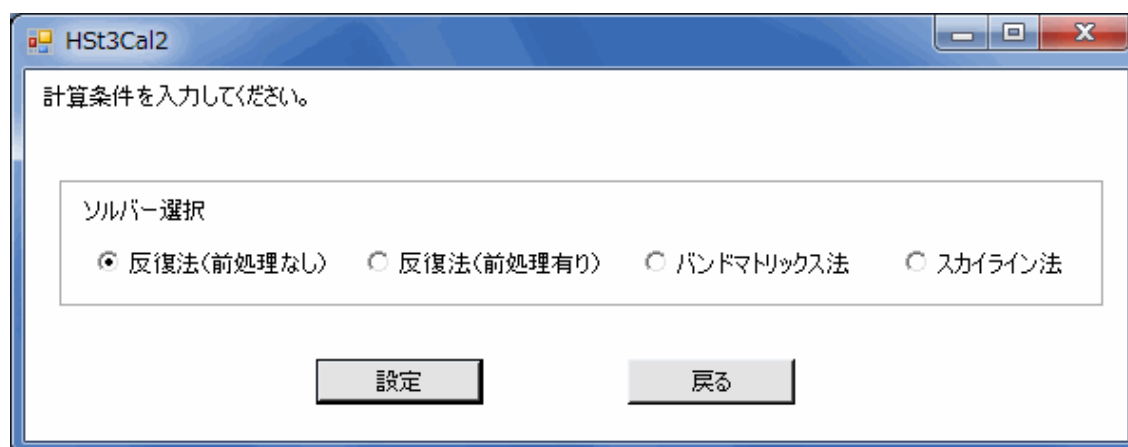 HSt3Cal2
計算条件を入力してください。
ソルバー選択
反復法(前処理なし) 反復法(前処理有り) バンドマトリックス法 スカイライン法
設定 戻る